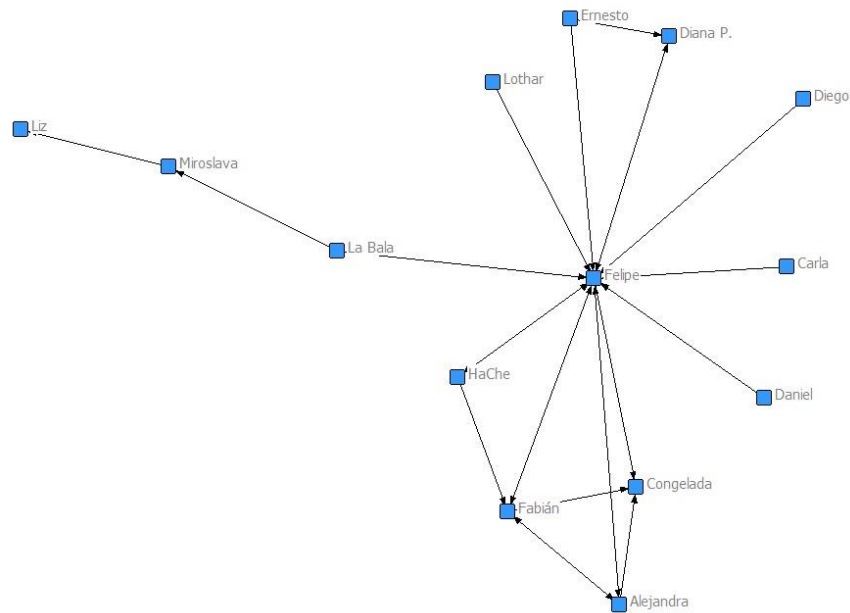 Ernesto
Diana P.
Lothar
Diego
Liz
Miroslava
La Bala
Carla
Felipe
HaChe
Daniel
Congelada
Fabián
Alejandra